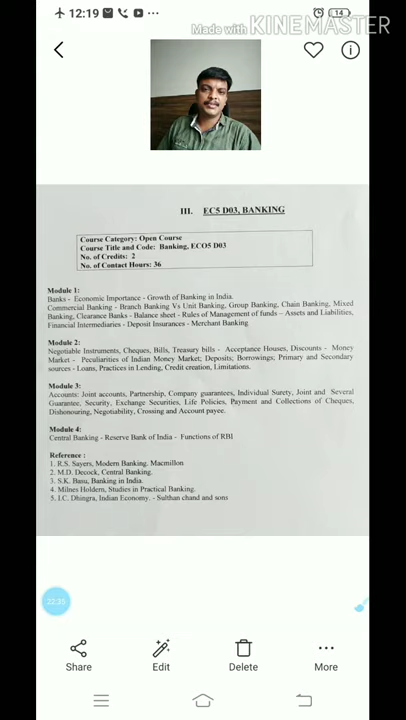 12:19
14
Made with KINEMASTER
III. EC5 D03, BANKING
Course Category: Open Course
Course Title and Code: Banking, ECO5 D03
No. of Credits: 2
No. of Contact Hours: 36
Module 1:
Banks - Economic Importance - Growth of Banking in India.
Commercial Banking - Branch Banking Vs Unit Banking, Group Banking, Chain Banking, Mixed
Banking, Clearance Banks - Balance sheet - Rules of Management of funds – Assets and Liabilities,
Financial Intermediaries - Deposit Insurances - Merchant Banking
Module 2:
Negotiable Instruments, Cheques, Bills, Treasury bills - Acceptance Houses, Discounts - Money
Market - Peculiarities of Indian Money Market; Deposits; Borrowings; Primary and Secondary
sources - Loans, Practices in Lending, Credit creation, Limitations.
Module 3:
Accounts: Joint accounts, Partnership, Company guarantees, Individual Surety, Joint and Several
Guarantee, Security, Exchange Securities, Life Policies, Payment and Collections of Cheques,
Dishonouring, Negotiability, Crossing and Account payee.
Module 4:
Central Banking - Reserve Bank of India - Functions of RBI
Reference :
1. R.S. Sayers, Modern Banking. Macmillon
2. M.D. Decock, Central Banking.
3. S.K. Basu, Banking in India.
4. Milnes Holdern, Studies in Practical Banking.
5. I.C. Dhingra, Indian Economy. - Sulthan chand and sons
22:35
Share Edit Delete More